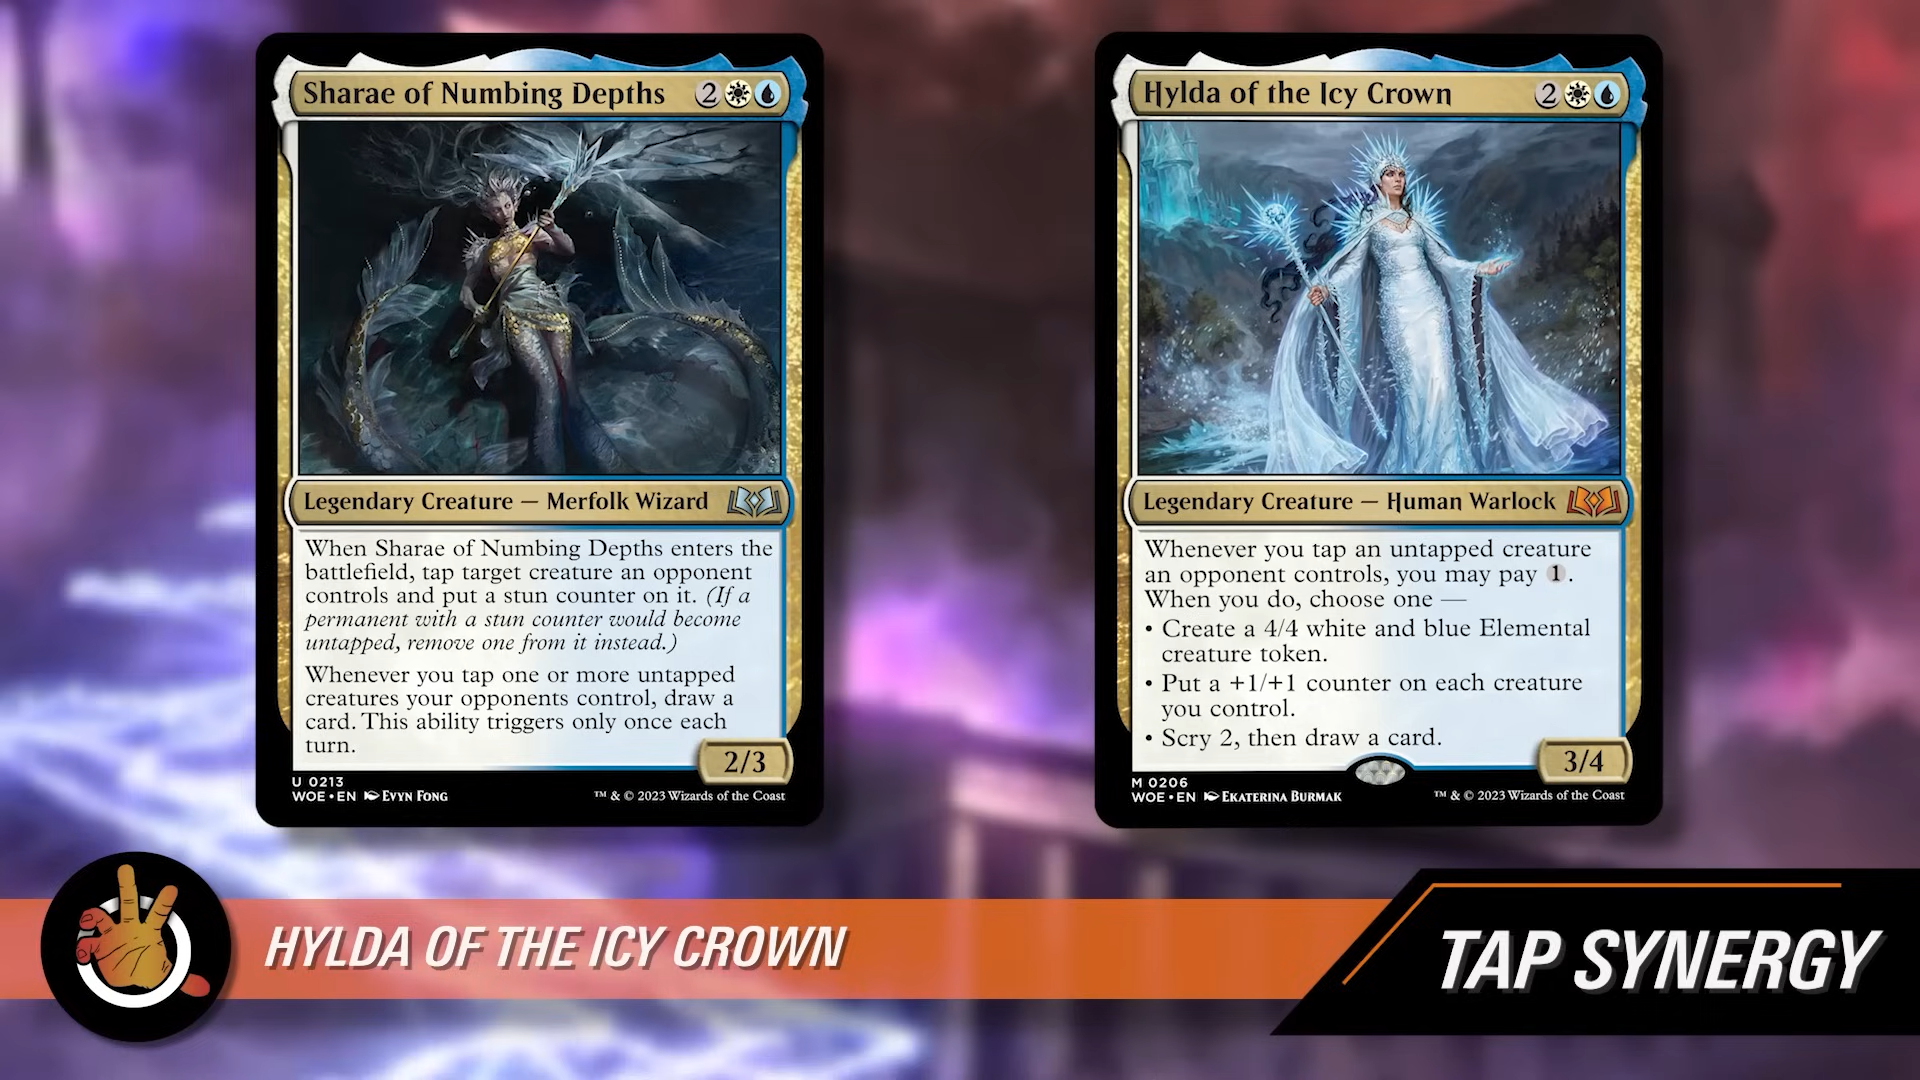 Sharae of Numbing Depths 2
Legendary Creature — Merfolk Wizard
When Sharae of Numbing Depths enters the
battlefield, tap target creature an opponent
controls and put a stun counter on it. (If a
permanent with a stun counter would become
untapped, remove one from it instead.)
Whenever you tap one or more untapped
creatures your opponents control, draw a
card. This ability triggers only once each
turn.
2/3
U 0213
WOE • EN Evyn Fong
™ & © 2023 Wizards of the Coast
Hylda of the Icy Crown 2
Legendary Creature — Human Warlock
Whenever you tap an untapped creature
an opponent controls, you may pay 1.
When you do, choose one —
• Create a 4/4 white and blue Elemental
creature token.
• Put a +1/+1 counter on each creature
you control.
• Scry 2, then draw a card.
3/4
M 0206
WOE • EN Ekaterina Burmak
™ & © 2023 Wizards of the Coast
HYLDA OF THE ICY CROWN
TAP SYNERGY